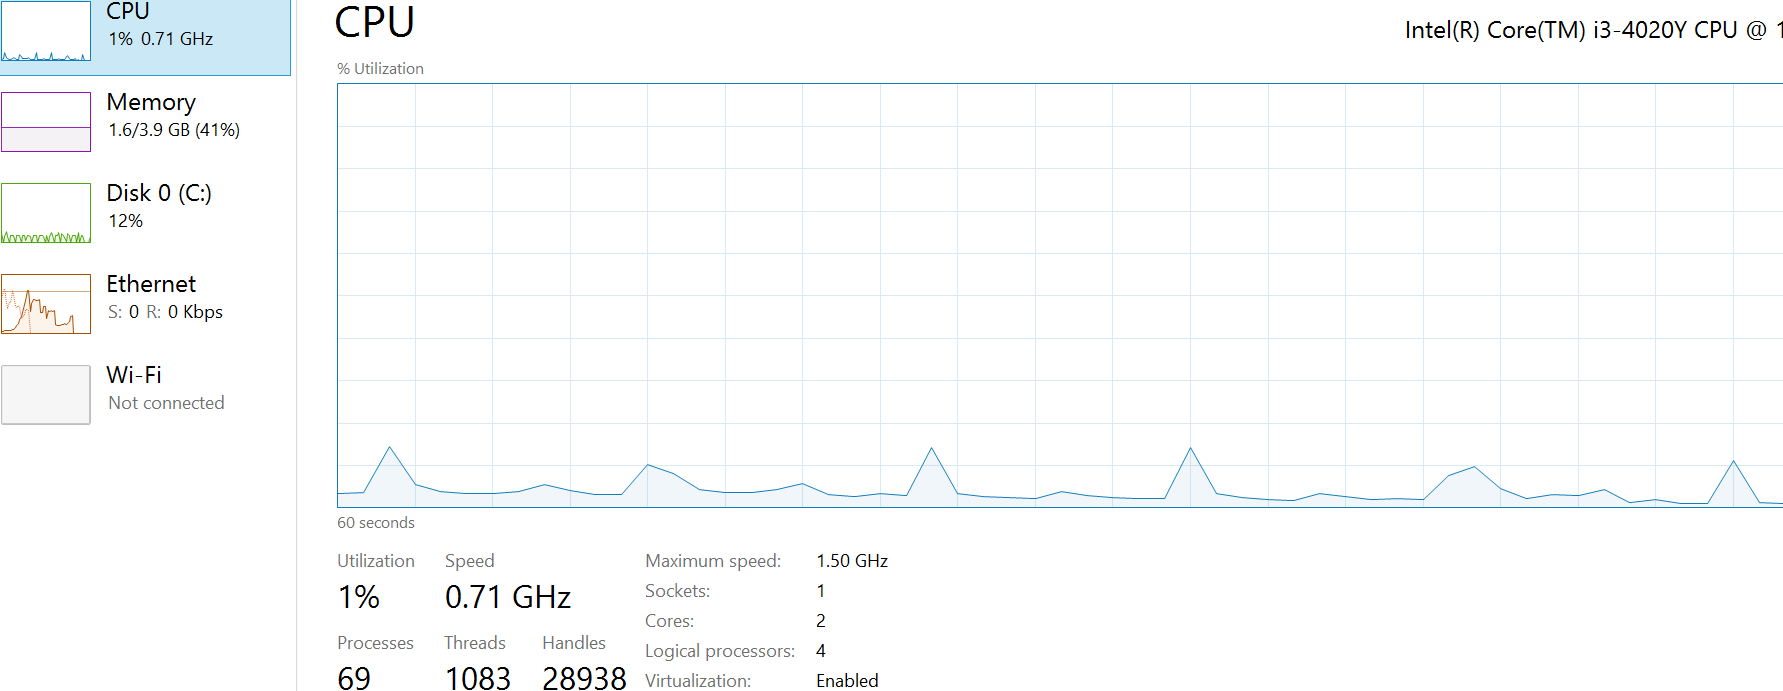 CPU
1% 0.71 GHz
Memory
1.6/3.9 GB (41%)
Disk 0 (C:)
12%
Ethernet
S: 0 R: 0 Kbps
Wi-Fi
Not connected
CPU
Intel(R) Core(TM) i3-4020Y CPU @ 1
% Utilization
60 seconds
Utilization Speed
1% 0.71 GHz
Processes Threads Handles
69 1083 28938
Maximum speed: 1.50 GHz
Sockets: 1
Cores: 2
Logical processors: 4
Virtualization: Enabled